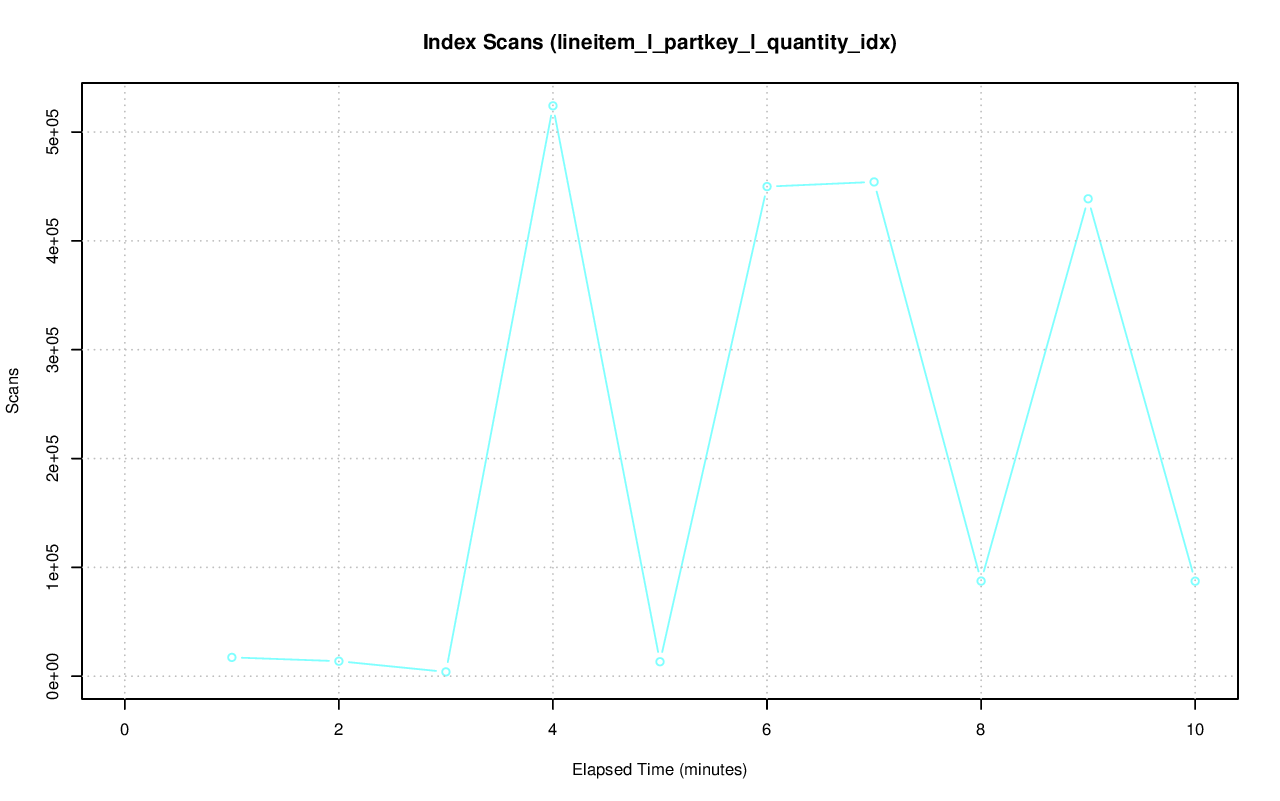 Index Scans (lineitem_l_partkey_l_quantity_idx)
5e+05
4e+05
3e+05
2e+05
1e+05
0e+00
Scans
0 2 4 6 8 10
Elapsed Time (minutes)